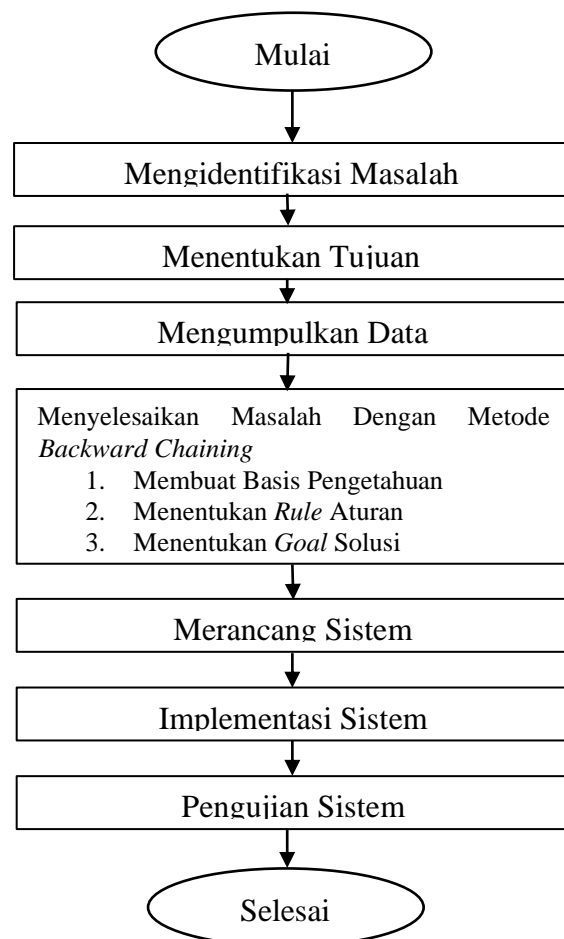 Mulai
Mengidentifikasi Masalah
Menentukan Tujuan
Mengumpulkan Data
Menyelesaikan Masalah Dengan Metode
Backward Chaining
1. Membuat Basis Pengetahuan
2. Menentukan Rule Aturan
3. Menentukan Goal Solusi
Merancang Sistem
Implementasi Sistem
Pengujian Sistem
Selesai